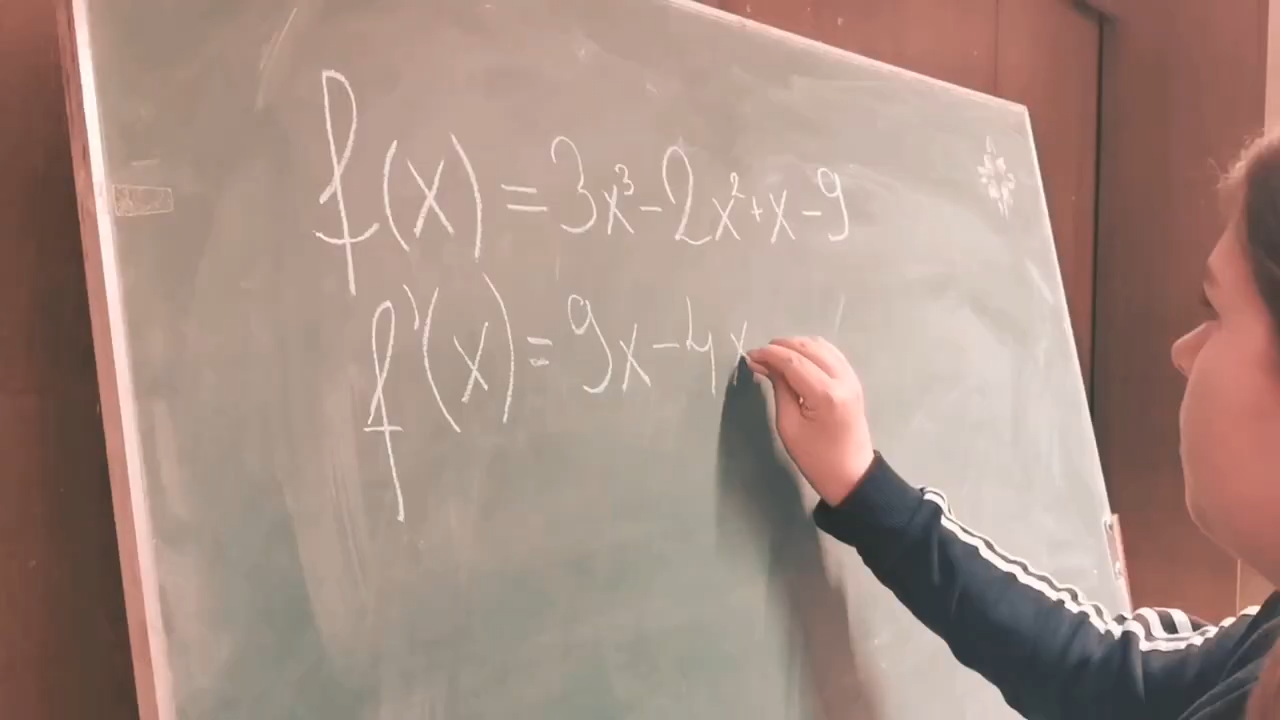 f(x) = 3x³ - 2x² + x - 9
f'(x) = 9x - 4x